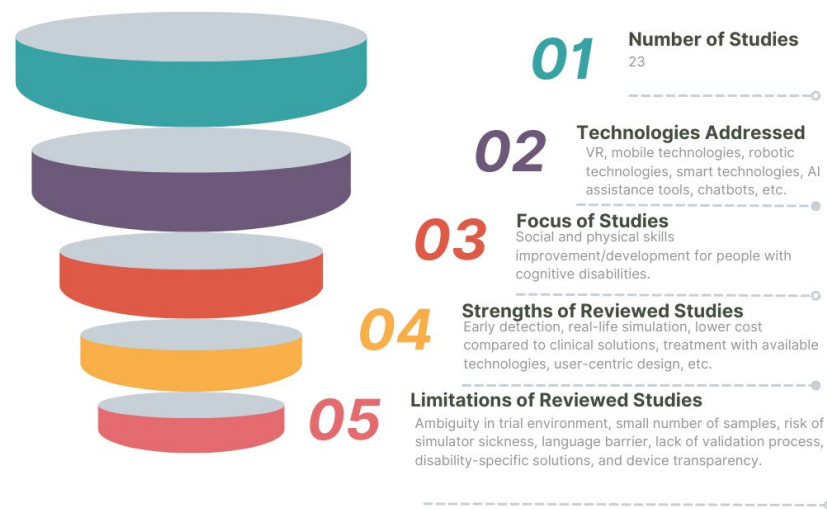 01
Number of Studies
23
02
Technologies Addressed
VR, mobile technologies, robotic
technologies, smart technologies, AI
assistance tools, chatbots, etc.
03
Focus of Studies
Social and physical skills
improvement/development for people with
cognitive disabilities.
04
Strengths of Reviewed Studies
Early detection, real-life simulation, lower cost
compared to clinical solutions, treatment with available
technologies, user-centric design, etc.
05
Limitations of Reviewed Studies
Ambiguity in trial environment, small number of samples, risk of
simulator sickness, language barrier, lack of validation process,
disability-specific solutions, and device transparency.